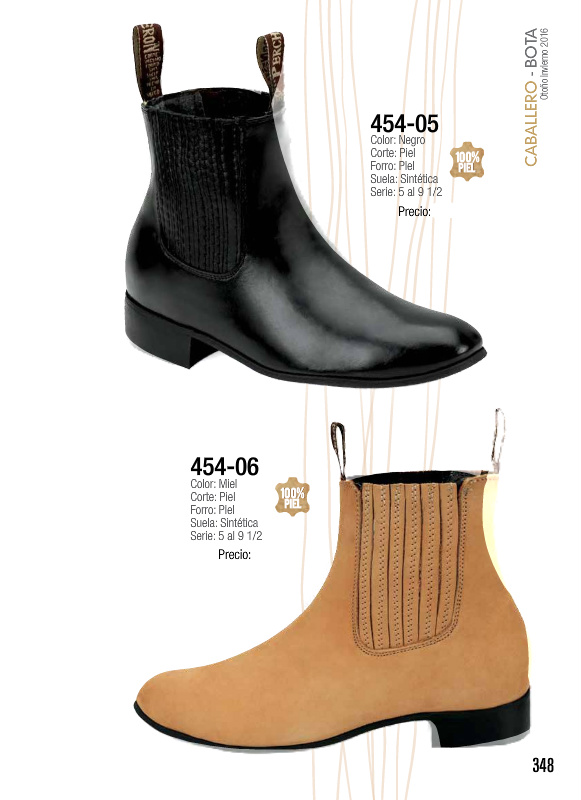 CABALLERO - BOTA
Otoño Invierno 2016
PERCH
454-05
Color: Negro
Corte: Piel
Forro: Piel
Suela: Sintética
Serie: 5 al 9 1/2
100%
PIEL
Precio:
454-06
Color: Miel
Corte: Piel
Forro: Piel
Suela: Sintética
Serie: 5 al 9 1/2
100%
PIEL
Precio:
348